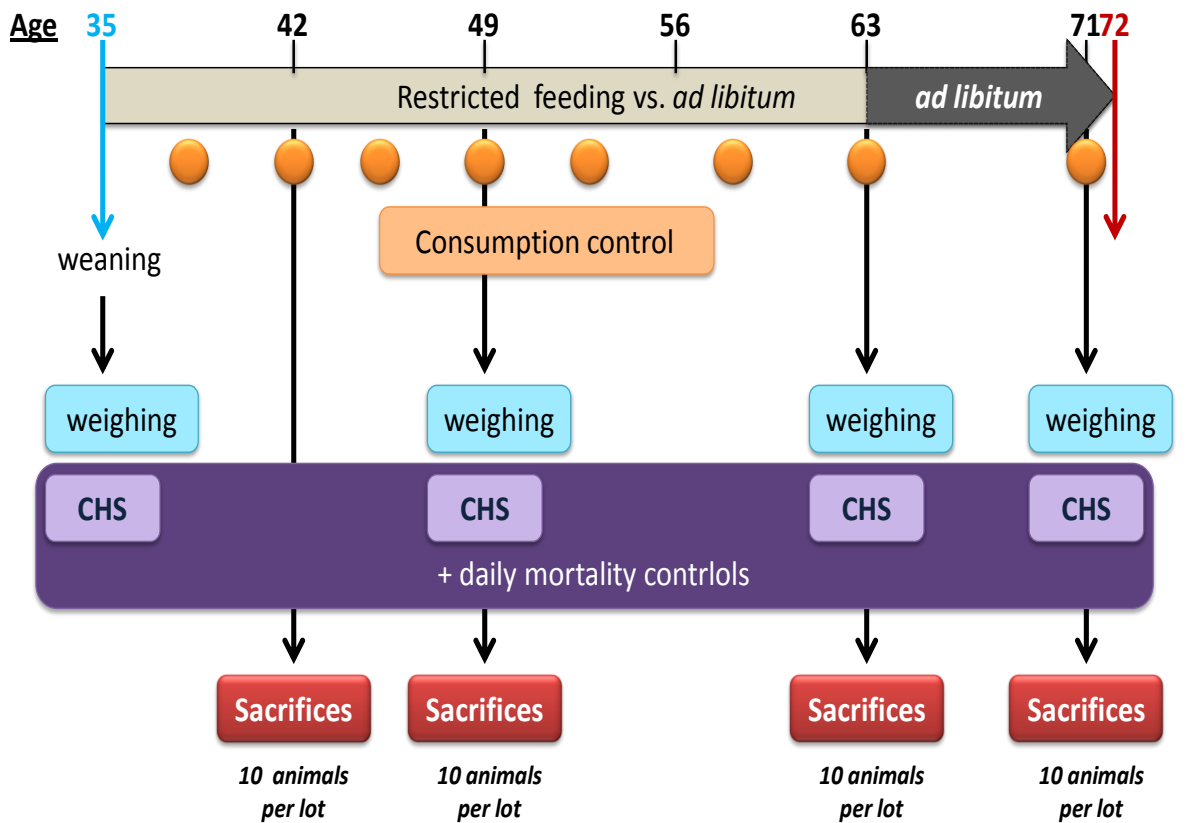 Age 35 42 49 56 63 71 72
Restricted feeding vs. ad libitum ad libitum
Consumption control
weaning
weighing weighing weighing weighing
CHS CHS CHS CHS
+ daily mortality contrlols
Sacrifices Sacrifices Sacrifices Sacrifices
10 animals 10 animals 10 animals 10 animals
per lot per lot per lot per lot